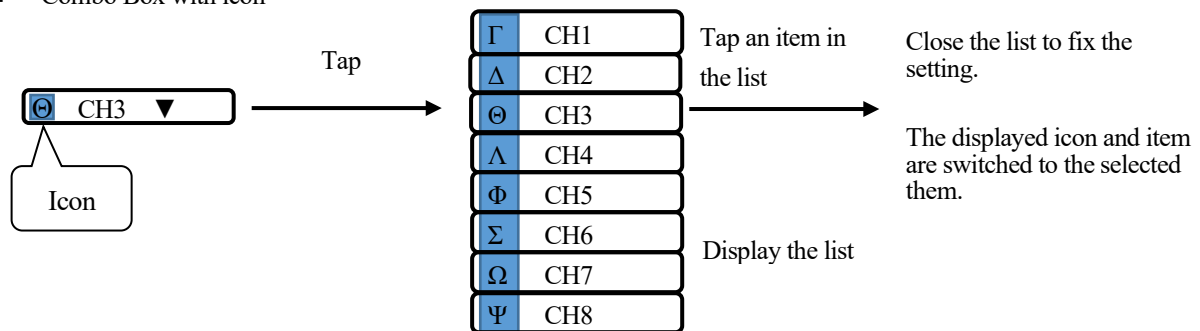 Combo Box with icon
Θ CH3 ▼
Icon
Tap
Γ CH1
Δ CH2
Θ CH3
Λ CH4
Φ CH5
Σ CH6
Ω CH7
Ψ CH8
Tap an item in
the list
Display the list
Close the list to fix the
setting.
The displayed icon and item
are switched to the selected
them.